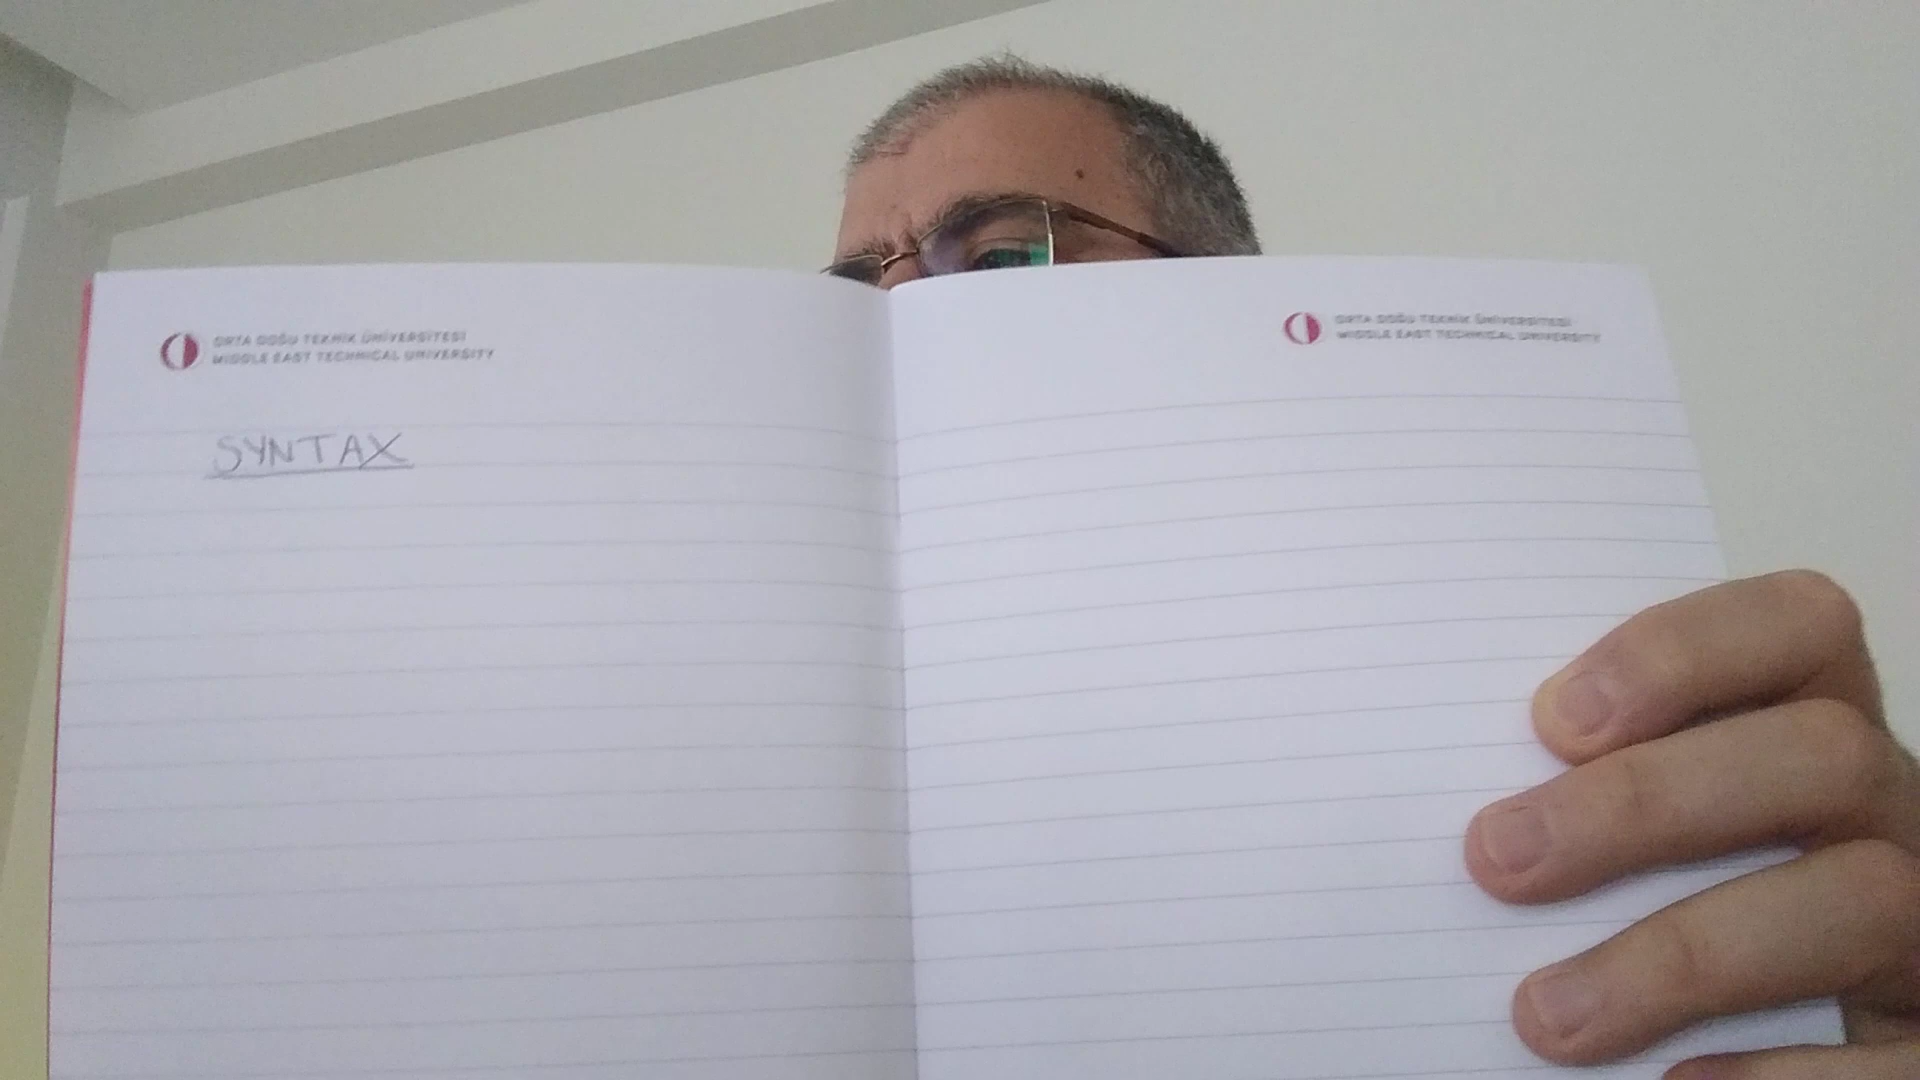 ORTA DOĞU TEKNİK ÜNİVERSİTESİ
MIDDLE EAST TECHNICAL UNIVERSITY
SYNTAX
ORTA DOĞU TEKNİK ÜNİVERSİTESİ
MIDDLE EAST TECHNICAL UNIVERSITY